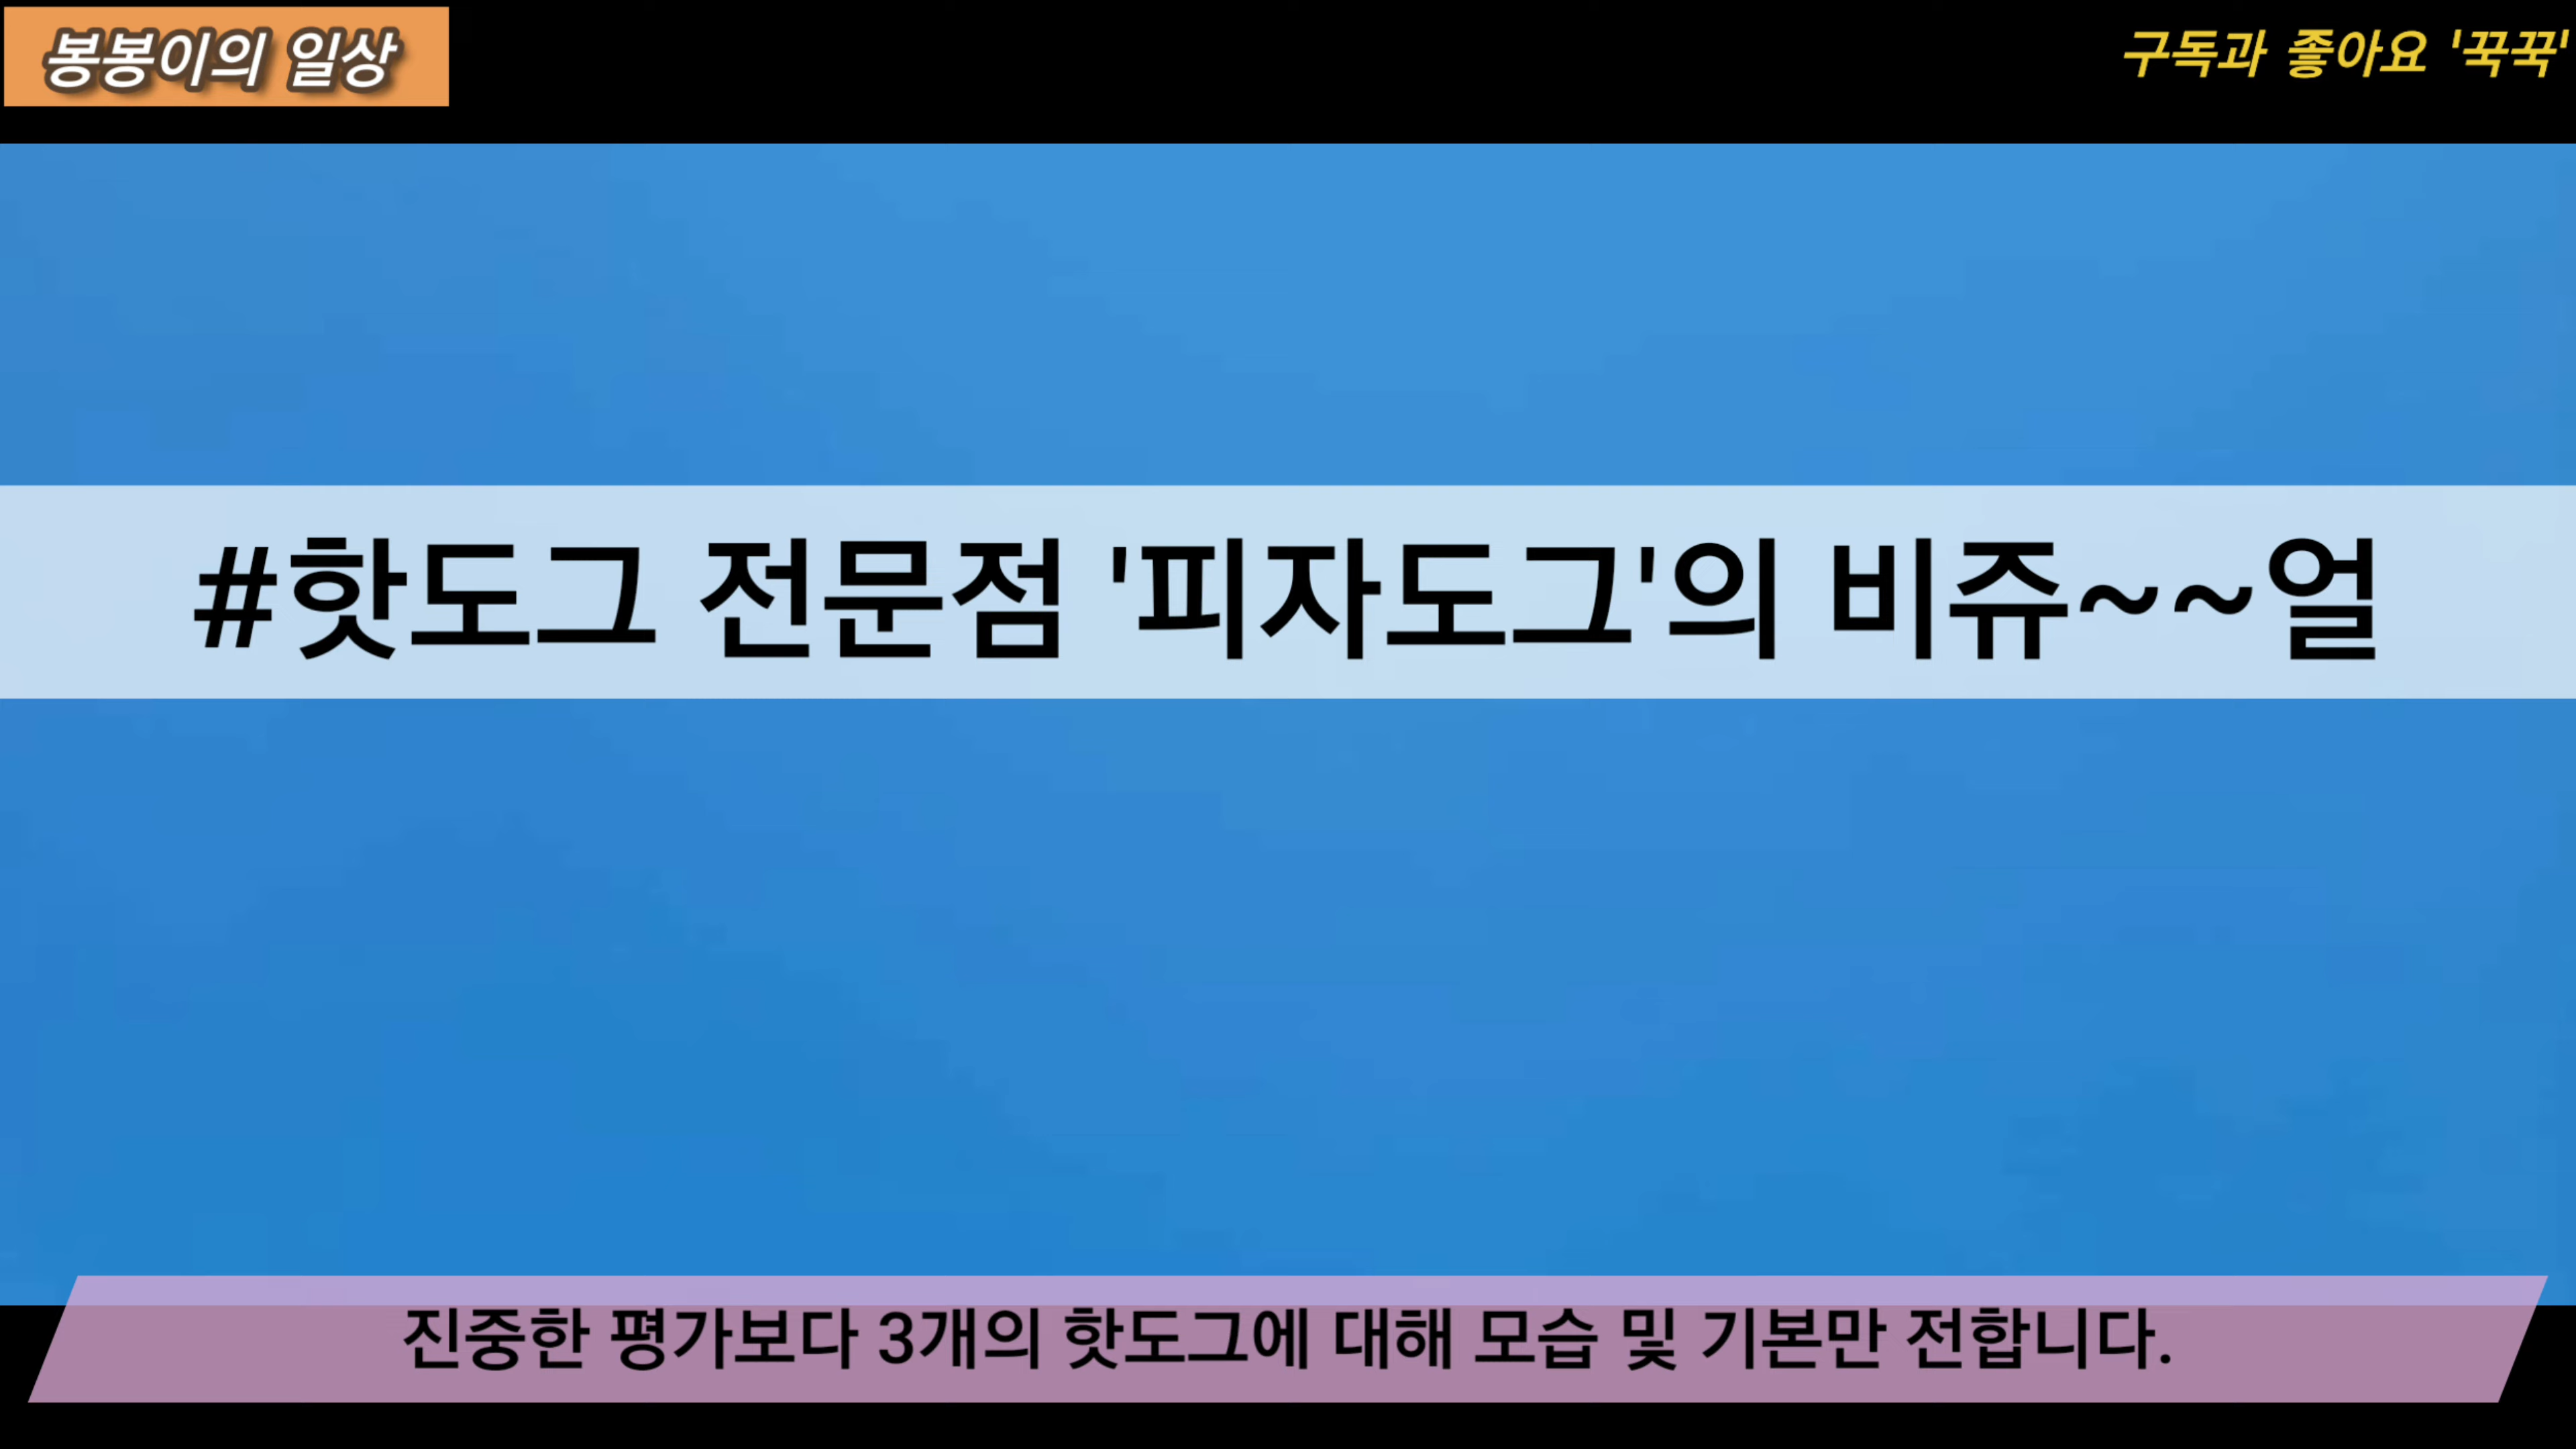 봉봉이의 일상
구독과 좋아요 '꾹꾹'
#핫도그 전문점 '피자도그'의 비쥬~~얼
진중한 평가보다 3개의 핫도그에 대해 모습 및 기본만 전합니다.